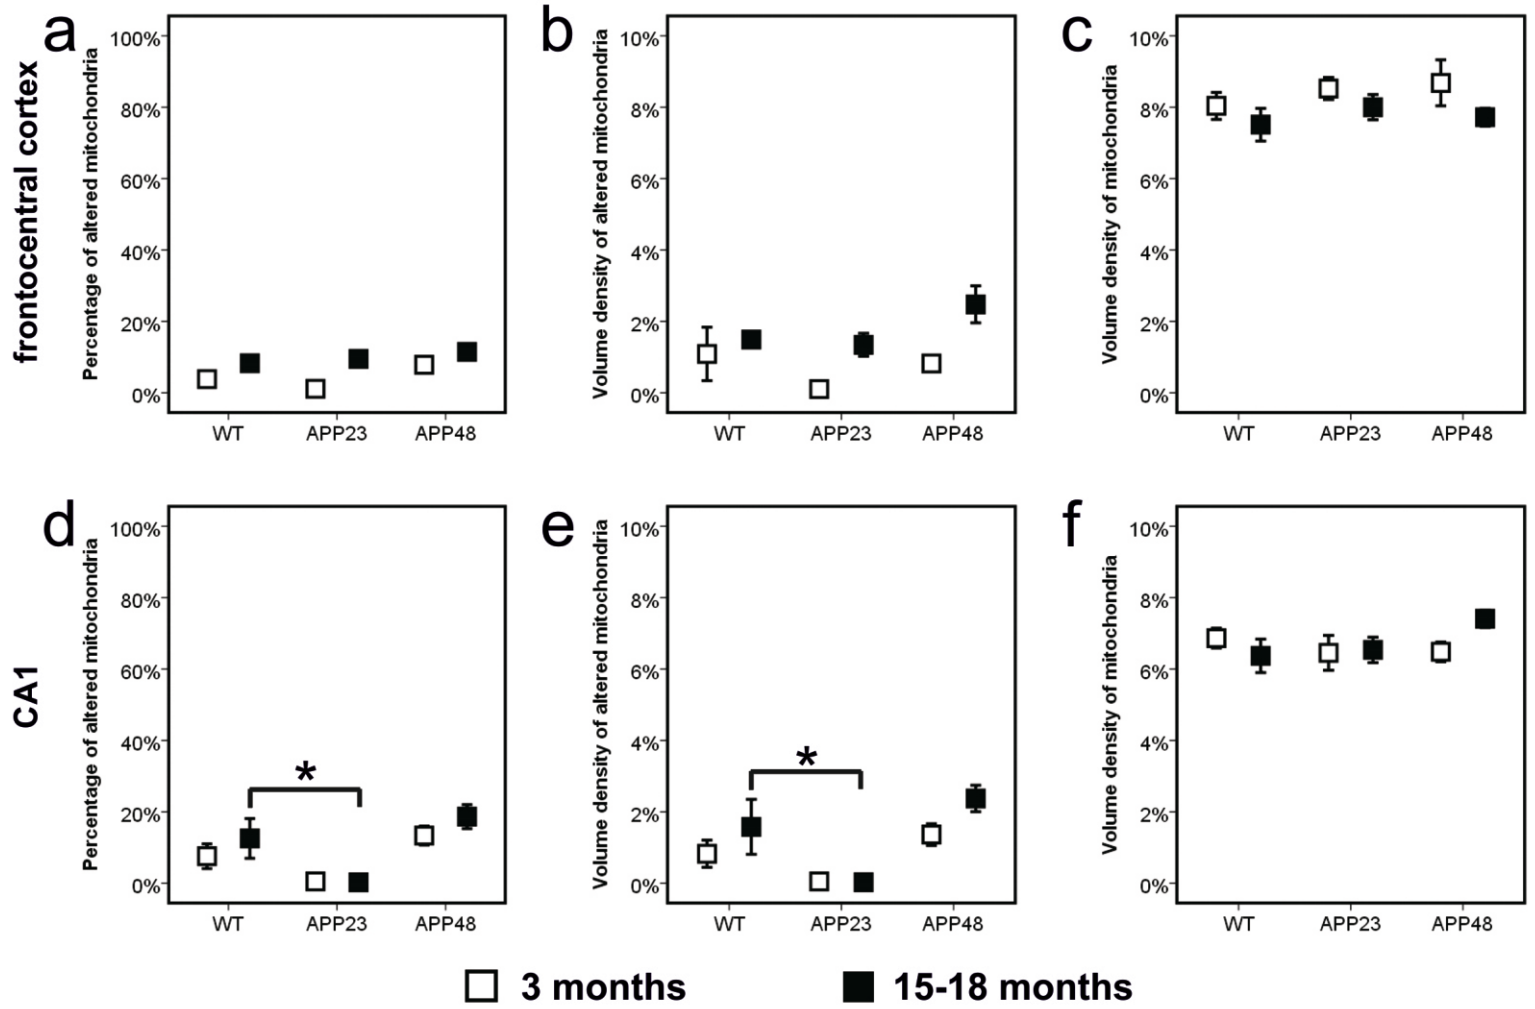 a
b
c
frontocentral cortex
Percentage of altered mitochondria
100%
80%
60%
40%
20%
0%
WT APP23 APP48
Volume density of altered mitochondria
10%
8%
6%
4%
2%
0%
WT APP23 APP48
Volume density of mitochondria
10%
8%
6%
4%
2%
0%
WT APP23 APP48
d
e
f
CA1
Percentage of altered mitochondria
100%
80%
60%
40%
20%
0%
*
WT APP23 APP48
Volume density of altered mitochondria
10%
8%
6%
4%
2%
0%
*
WT APP23 APP48
Volume density of mitochondria
10%
8%
6%
4%
2%
0%
WT APP23 APP48
3 months 15-18 months